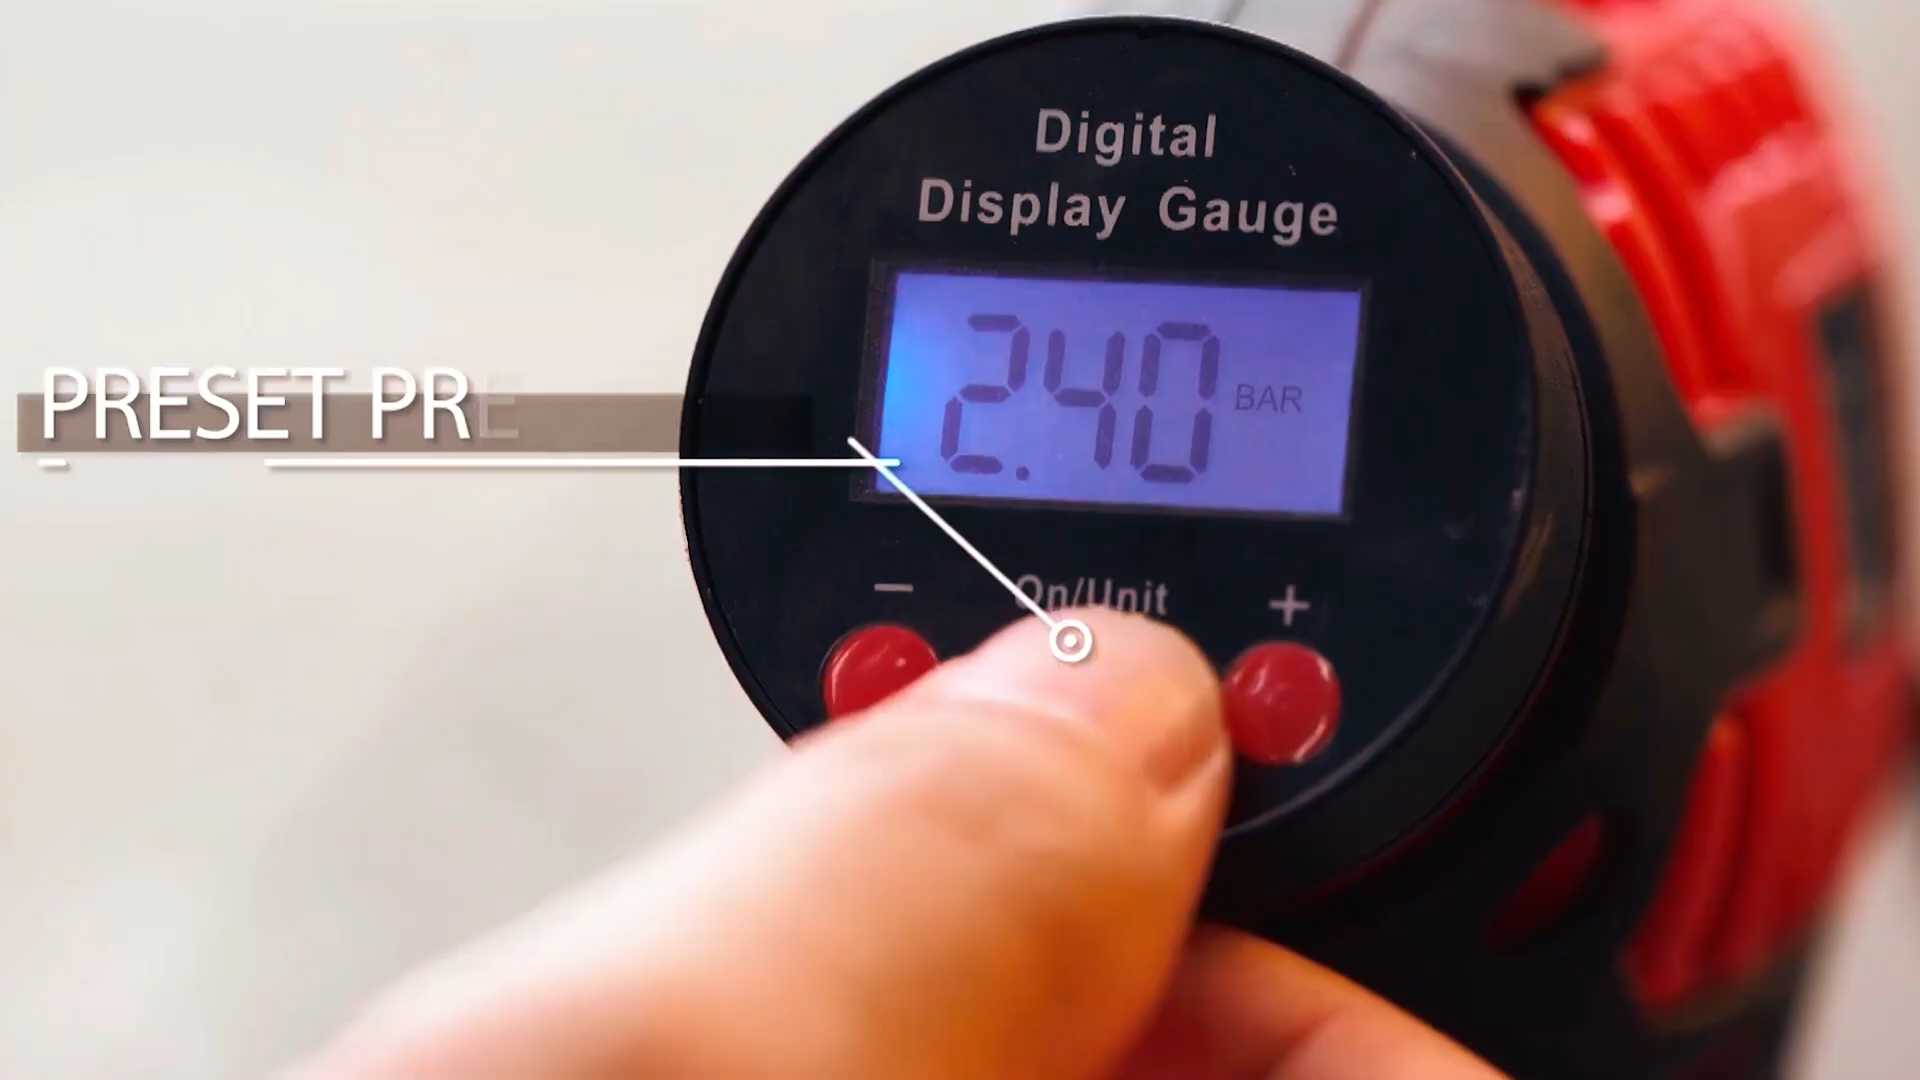 Digital
Display Gauge
PRESET PRE
2.40 BAR
− On/Unit +